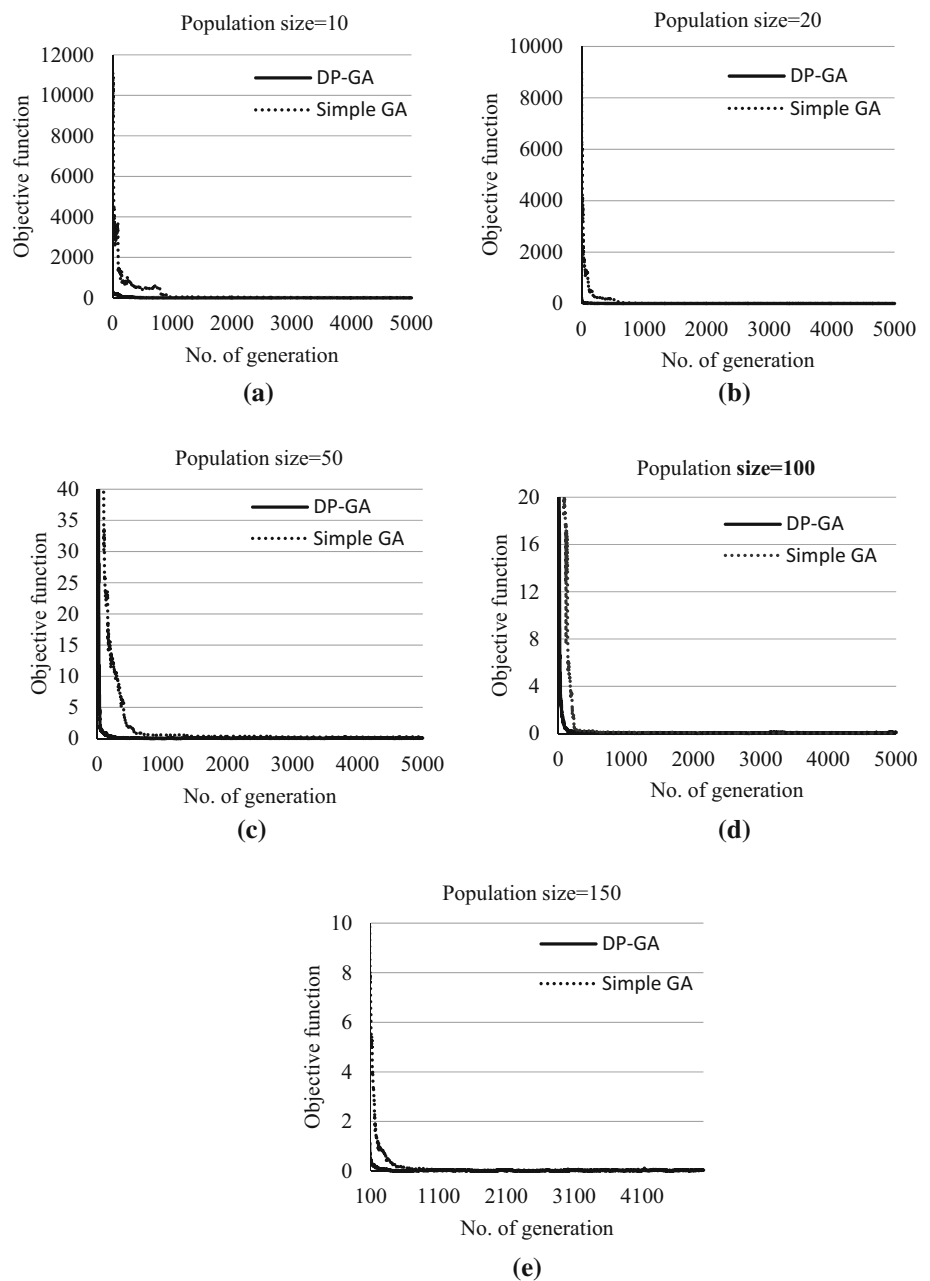 Population size=10
12000
10000
8000
6000
4000
2000
0
Objective function
DP-GA
Simple GA
0 1000 2000 3000 4000 5000
No. of generation
(a)
Population size=20
10000
8000
6000
4000
2000
0
Objective function
DP-GA
Simple GA
0 1000 2000 3000 4000 5000
No. of generation
(b)
Population size=50
40
35
30
25
20
15
10
5
0
Objective function
DP-GA
Simple GA
0 1000 2000 3000 4000 5000
No. of generation
(c)
Population size=100
20
16
12
8
4
0
Objective function
DP-GA
Simple GA
0 1000 2000 3000 4000 5000
No. of generation
(d)
Population size=150
10
8
6
4
2
0
Objective function
DP-GA
Simple GA
100 1100 2100 3100 4100
No. of generation
(e)